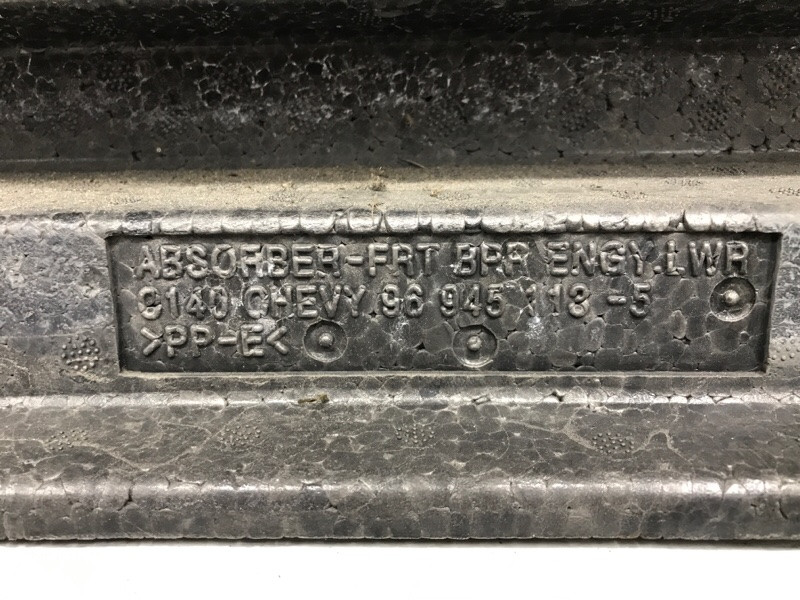 ABSORBER-FRT BPR ENGY.LWR
C140 CHEVY 96 945 118 -5
>PP-E<